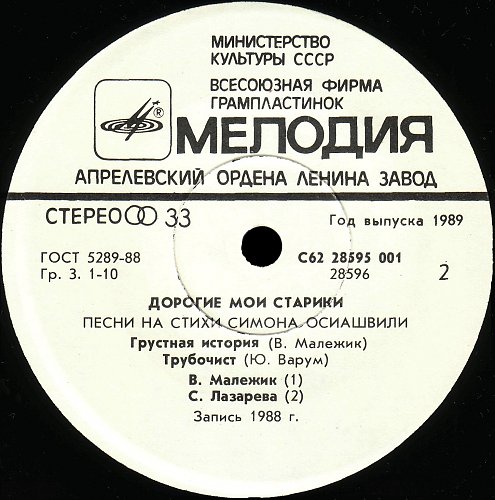 МИНИСТЕРСТВО
КУЛЬТУРЫ СССР
ВСЕСОЮЗНАЯ ФИРМА
ГРАМПЛАСТИНОК
®
МЕЛОДИЯ
АПРЕЛЕВСКИЙ ОРДЕНА ЛЕНИНА ЗАВОД
СТЕРЕО 33
Год выпуска 1989
ГОСТ 5289-88
Гр. 3. 1-10
С62 28595 001
28596
2
ДОРОГИЕ МОИ СТАРИКИ
ПЕСНИ НА СТИХИ СИМОНА ОСИАШВИЛИ
Грустная история (В. Малежик)
Трубочист (Ю. Варум)
В. Малежик (1)
С. Лазарева (2)
Запись 1988 г.